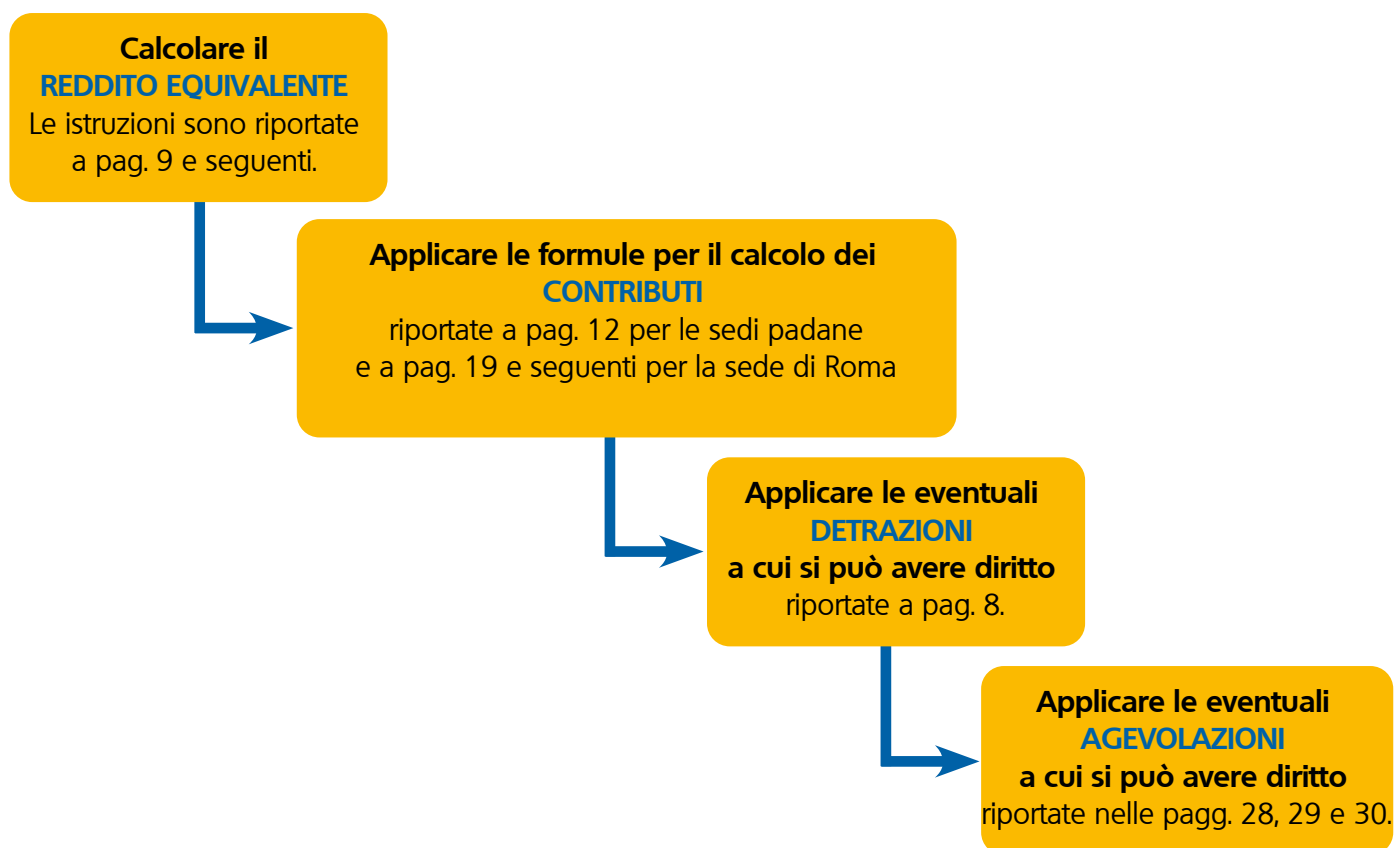 Calcolare il
REDDITO EQUIVALENTE
Le istruzioni sono riportate
a pag. 9 e seguenti.
Applicare le formule per il calcolo dei
CONTRIBUTI
riportate a pag. 12 per le sedi padane
e a pag. 19 e seguenti per la sede di Roma
Applicare le eventuali
DETRAZIONI
a cui si può avere diritto
riportate a pag. 8.
Applicare le eventuali
AGEVOLAZIONI
a cui si può avere diritto
riportate nelle pagg. 28, 29 e 30.